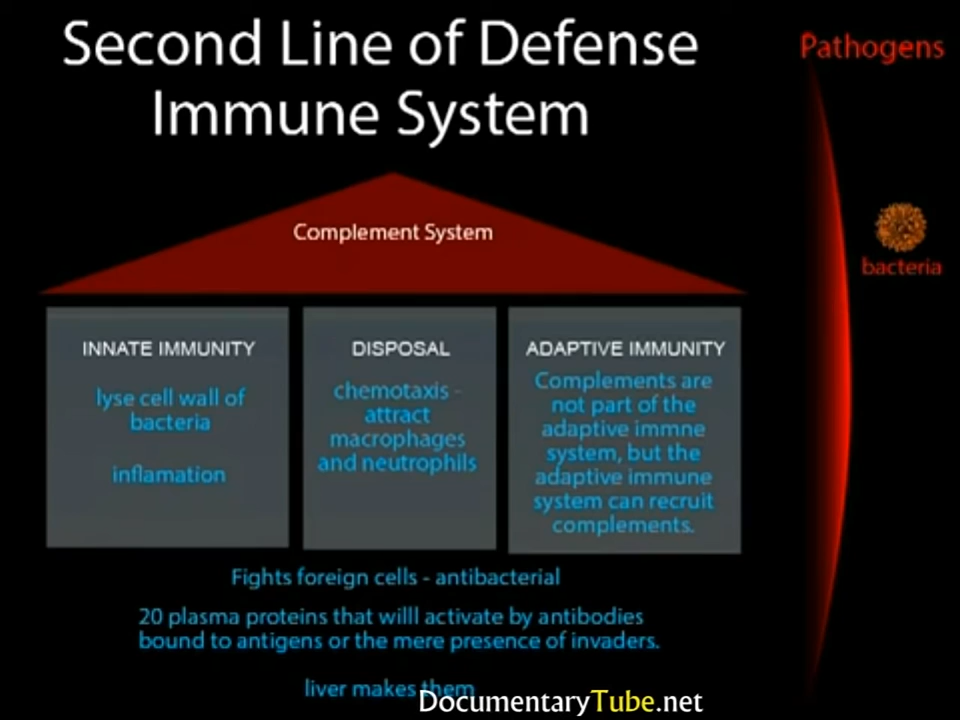 Second Line of Defense
Immune System
Pathogens
Complement System
bacteria
INNATE IMMUNITY
lyse cell wall of
bacteria
inflamation
DISPOSAL
chemotaxis -
attract
macrophages
and neutrophils
ADAPTIVE IMMUNITY
Complements are
not part of the
adaptive immne
system, but the
adaptive immune
system can recruit
complements.
Fights foreign cells - antibacterial
20 plasma proteins that willl activate by antibodies
bound to antigens or the mere presence of invaders.
liver makes them
DocumentaryTube.net